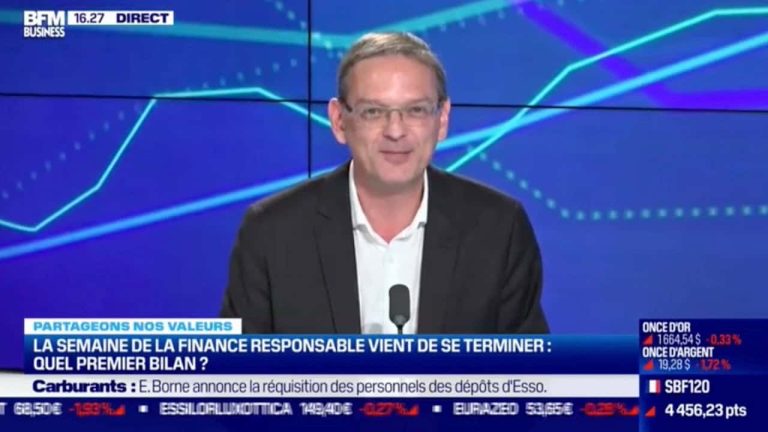 BFM 16.27 DIRECT
BUSINESS
PARTAGEONS NOS VALEURS
LA SEMAINE DE LA FINANCE RESPONSABLE VIENT DE SE TERMINER :
QUEL PREMIER BILAN ?
Carburants : E. Borne annonce la réquisition des personnels des dépôts d'Esso.
ONCE D'OR
1 664,54 $ -0,33%
ONCE D'ARGENT
19,28 $ -1,72%
SBF120
4 456,23 pts
68,50€ -1,93% ESSILORLUXOTTICA 149,40€ -0,27% EURAZEO 53,65€ -0,28%